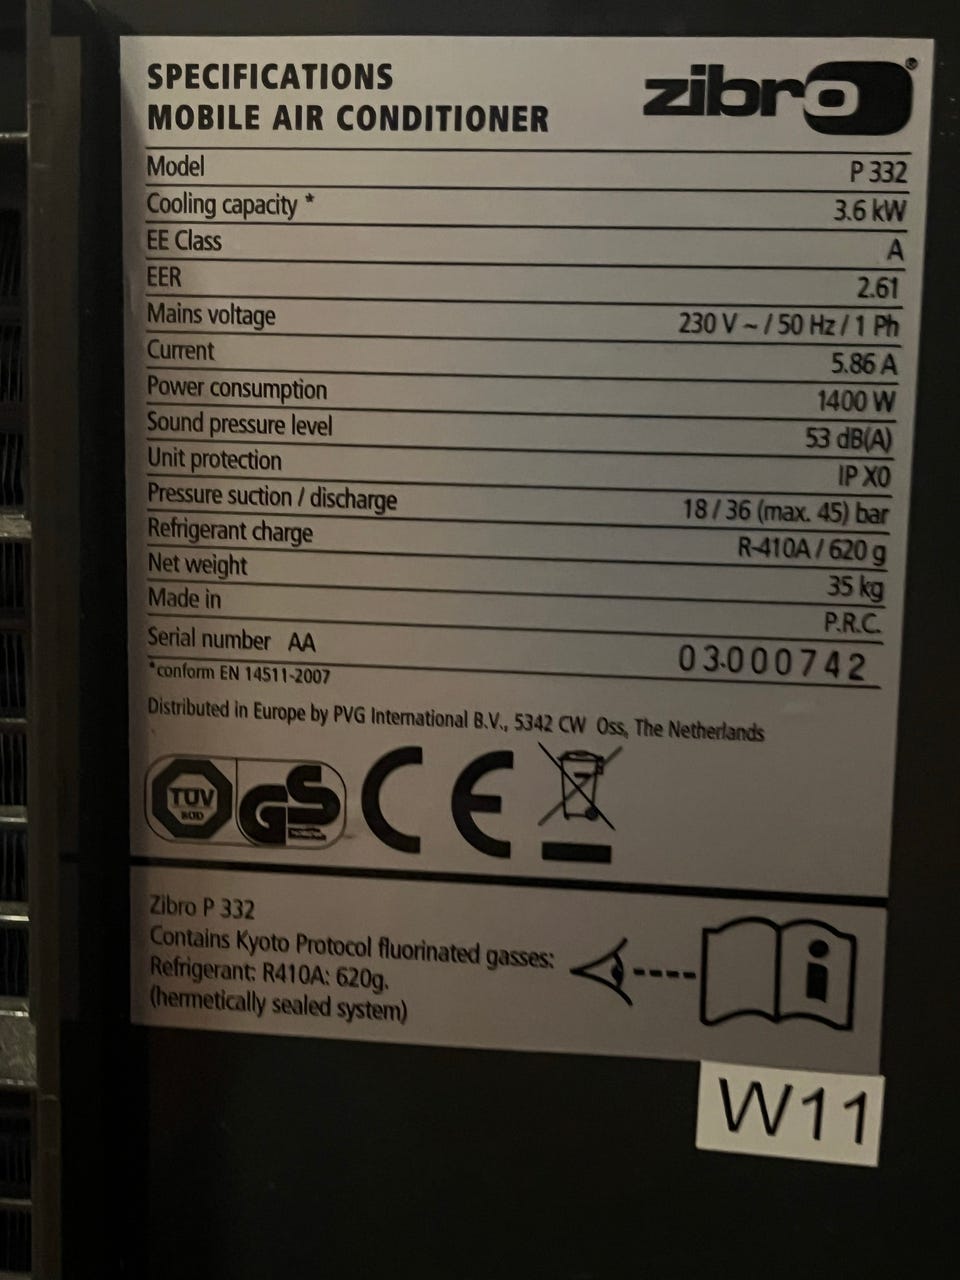 SPECIFICATIONS
MOBILE AIR CONDITIONER
zibro®
Model P 332
Cooling capacity * 3.6 kW
EE Class A
EER 2.61
Mains voltage 230 V ~ / 50 Hz / 1 Ph
Current 5.86 A
Power consumption 1400 W
Sound pressure level 53 dB(A)
Unit protection IP X0
Pressure suction / discharge 18 / 36 (max. 45) bar
Refrigerant charge R-410A / 620 g
Net weight 35 kg
Made in P.R.C.
Serial number AA 03.000742
*conform EN 14511-2007
Distributed in Europe by PVG International B.V., 5342 CW Oss, The Netherlands
TUV
GS
CE
Zibro P 332
Contains Kyoto Protocol fluorinated gasses:
Refrigerant: R410A: 620g.
(hermetically sealed system)
i
W11